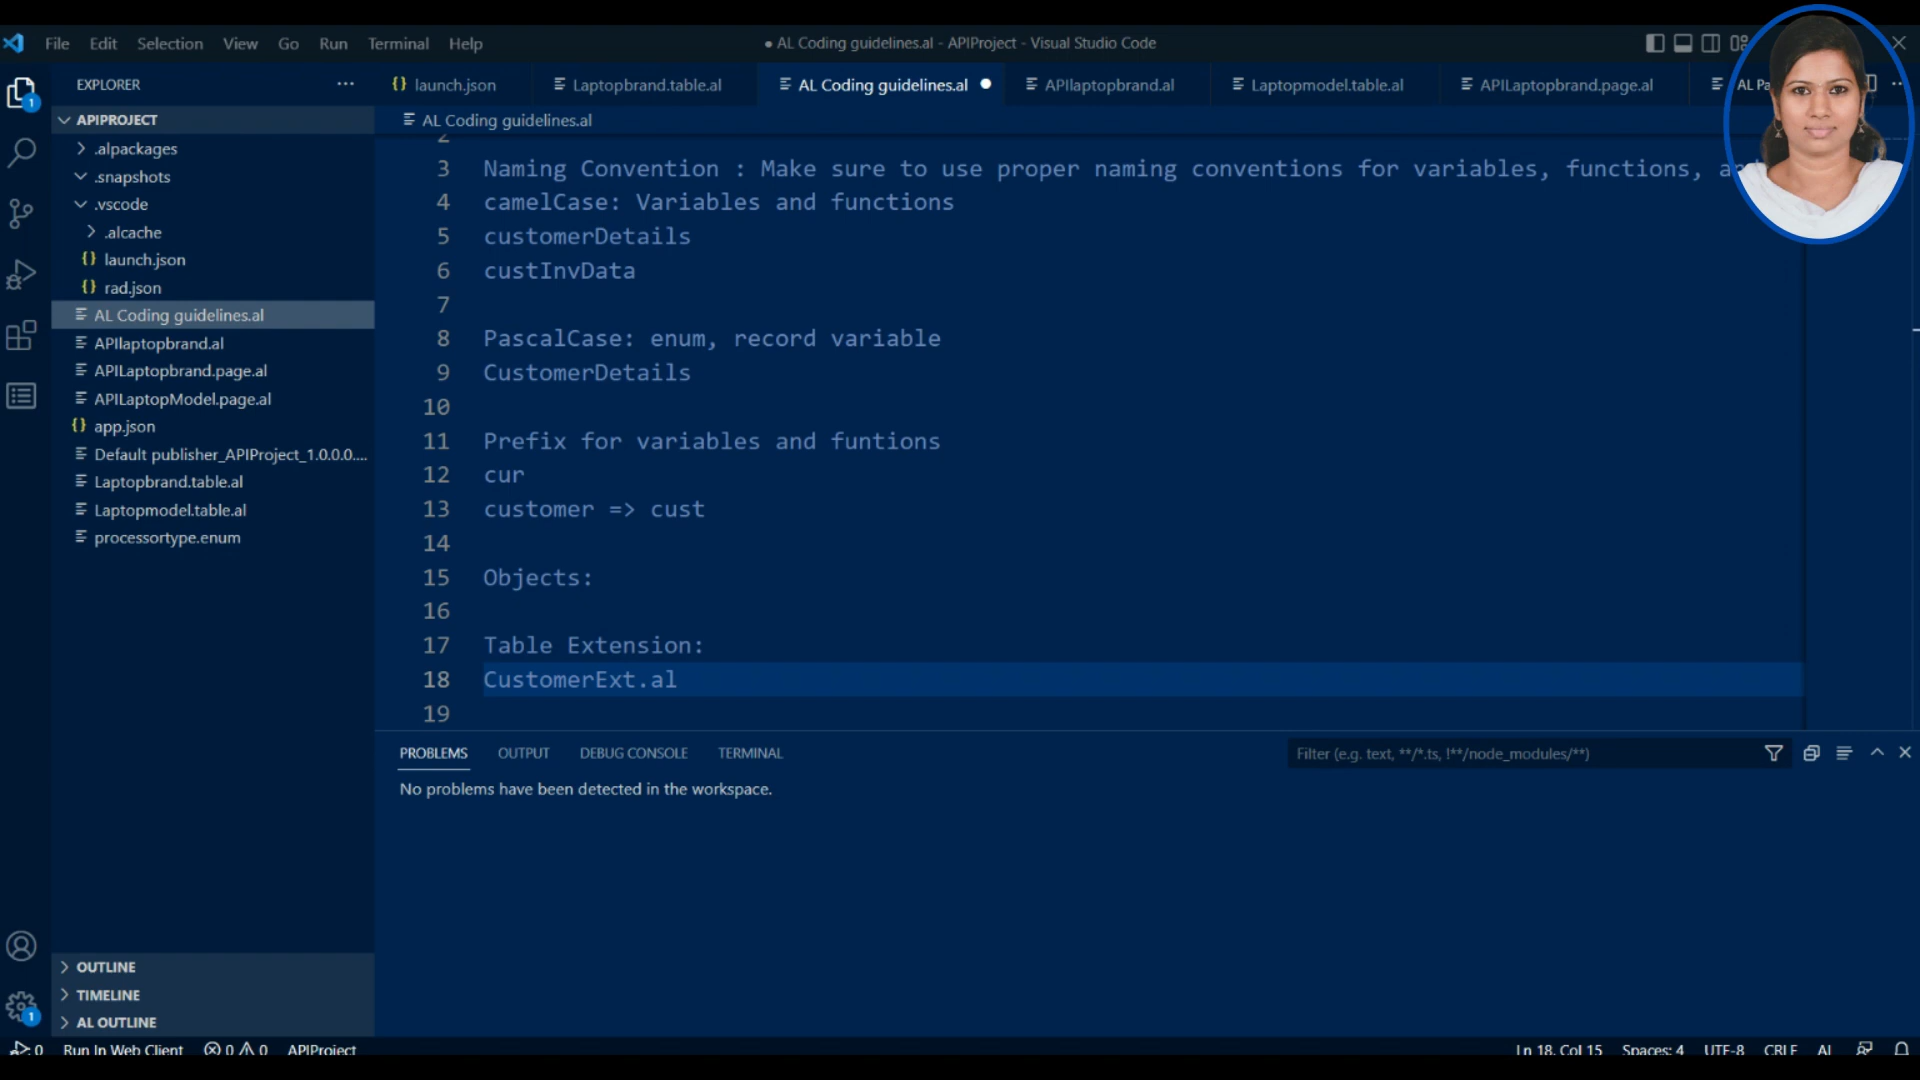 File Edit Selection View Go Run Terminal Help
● AL Coding guidelines.al - APIProject - Visual Studio Code
EXPLORER
launch.json
Laptopbrand.table.al
AL Coding guidelines.al
APIlaptopbrand.al
Laptopmodel.table.al
APILaptopbrand.page.al
AL
APIPROJECT
.alpackages
.snapshots
.vscode
.alcache
launch.json
rad.json
AL Coding guidelines.al
APIlaptopbrand.al
APILaptopbrand.page.al
APILaptopModel.page.al
app.json
Default publisher_APIProject_1.0.0.0....
Laptopbrand.table.al
Laptopmodel.table.al
processortype.enum
OUTLINE
TIMELINE
AL OUTLINE
AL Coding guidelines.al
2
3 Naming Convention : Make sure to use proper naming conventions for variables, functions,
4 camelCase: Variables and functions
5 customerDetails
6 custInvData
7
8 PascalCase: enum, record variable
9 CustomerDetails
10
11 Prefix for variables and funtions
12 cur
13 customer => cust
14
15 Objects:
16
17 Table Extension:
18 CustomerExt.al
19
PROBLEMS OUTPUT DEBUG CONSOLE TERMINAL
Filter (e.g. text, **/*.ts, !**/node_modules/**)
No problems have been detected in the workspace.
1
1
0 Run In Web Client 0 0 APIProject
Ln 18, Col 15 Spaces: 4 UTF-8 CRLF AL